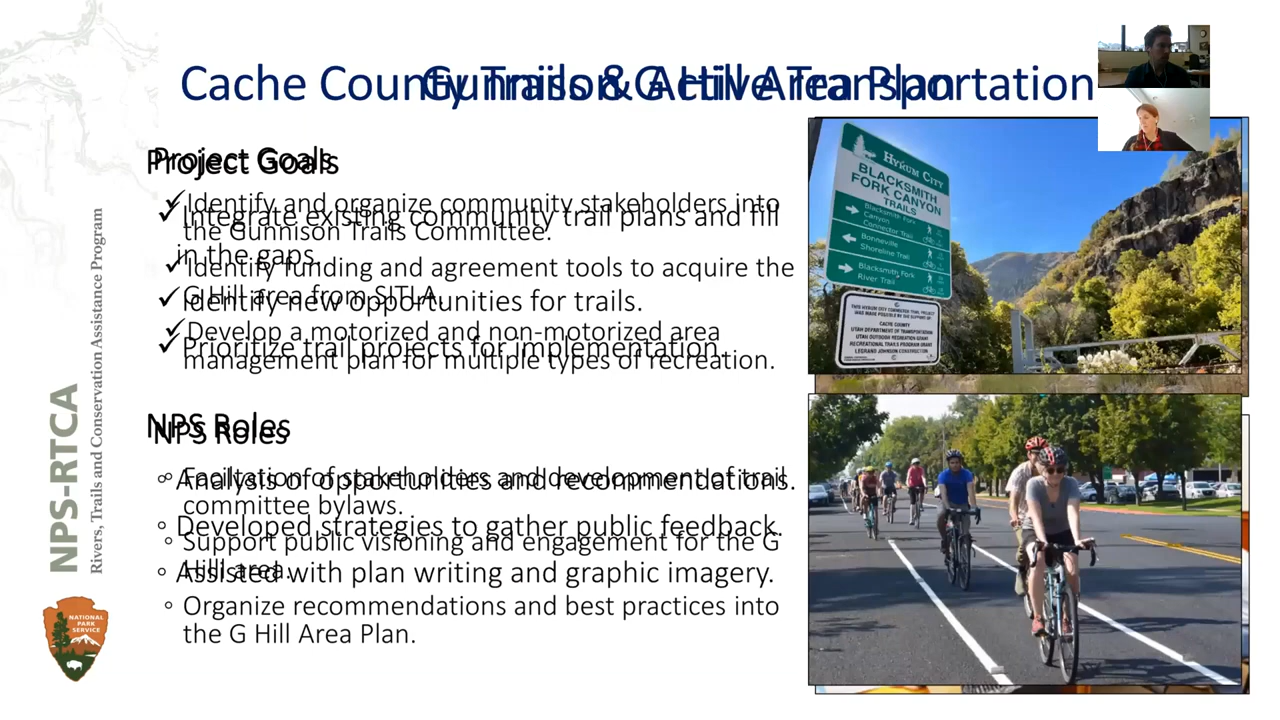 Cache County Trails & Active Transportation
Gunnison G Hill Area Plan
Project Goals
Integrate existing community trail plans and fill
in the gaps.
Identify new opportunities for trails.
Prioritize trail projects for implementation.
NPS Roles
Analysis of opportunities and recommendations.
Developed strategies to gather public feedback.
Assisted with plan writing and graphic imagery.
Project Goals
Identify and organize community stakeholders into
the Gunnison Trails Committee.
Identify funding and agreement tools to acquire the
G Hill area from SITLA.
Develop a motorized and non-motorized area
management plan for multiple types of recreation.
NPS Roles
Facilitation of stakeholders and development of trail
committee bylaws.
Support public visioning and engagement for the G
Hill area.
Organize recommendations and best practices into
the G Hill Area Plan.
NPS-RTCA
Rivers, Trails and Conservation Assistance Program
NATIONAL
PARK
SERVICE
HYRUM CITY
BLACKSMITH
FORK CANYON
TRAILS
Blacksmith Fork
Canyon
Connector Trail
Bonneville
Shoreline Trail
Blacksmith Fork
River Trail
THIS HYRUM CITY CONNECTOR TRAIL PROJECT
WAS MADE POSSIBLE BY THE SUPPORT OF:
CACHE COUNTY
UTAH DEPARTMENT OF TRANSPORTATION
UTAH OUTDOOR RECREATION GRANT
RECREATIONAL TRAILS PROGRAM GRANT
LEGRAND JOHNSON CONSTRUCTION